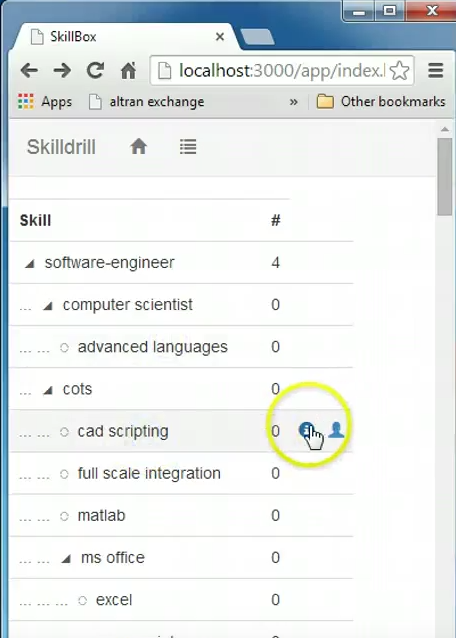 SkillBox
localhost:3000/app/index.
Apps altran exchange » Other bookmarks
Skilldrill
Skill #
software-engineer 4
... computer scientist 0
... ... advanced languages 0
... cots 0
... ... cad scripting 0
... ... full scale integration 0
... ... matlab 0
... ... ms office 0
... ... ... excel 0